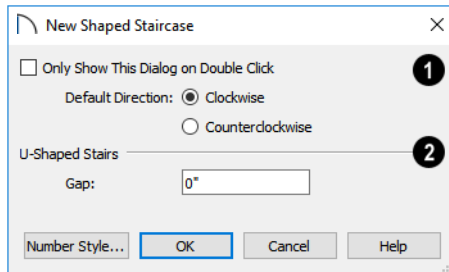 New Shaped Staircase
Only Show This Dialog on Double Click
1
Default Direction: Clockwise
Counterclockwise
U-Shaped Stairs
2
Gap: 0"
Number Style... OK Cancel Help